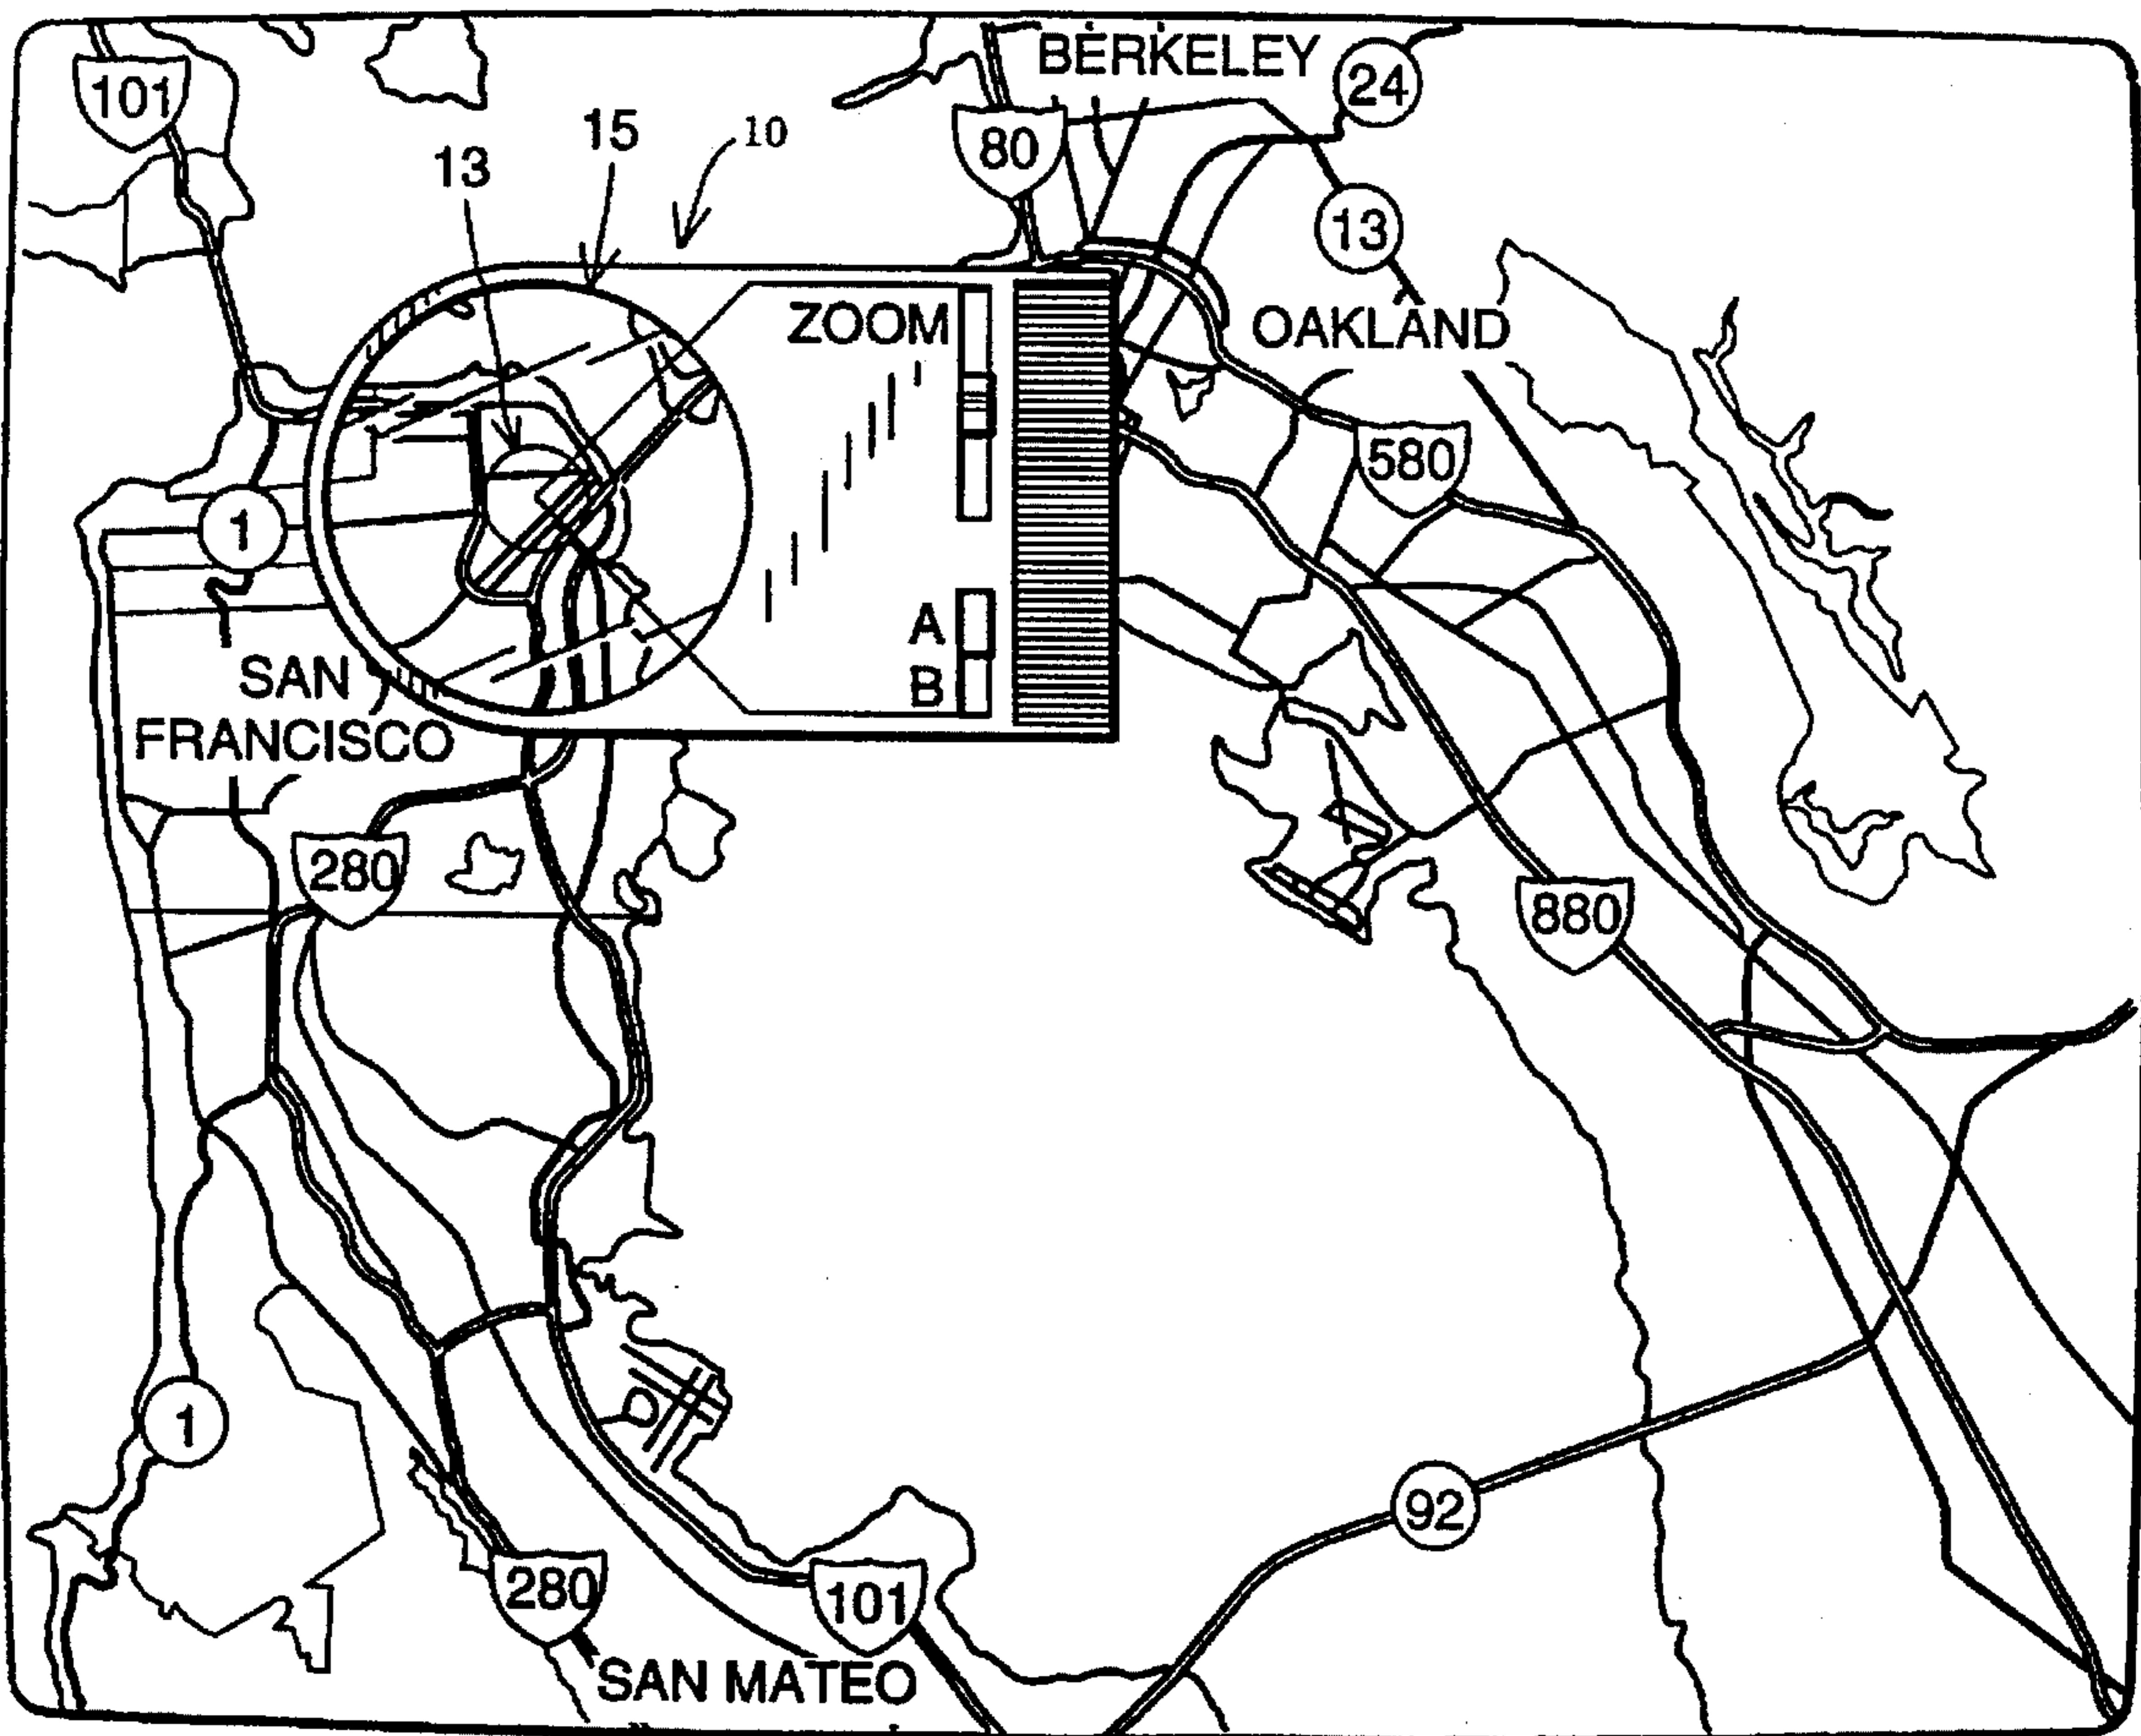 BERKELEY
24
101
80
15
10
13
13
ZOOM
OAKLAND
580
1
A
B
SAN
FRANCISCO
280
880
1
92
280
101
SAN MATEO